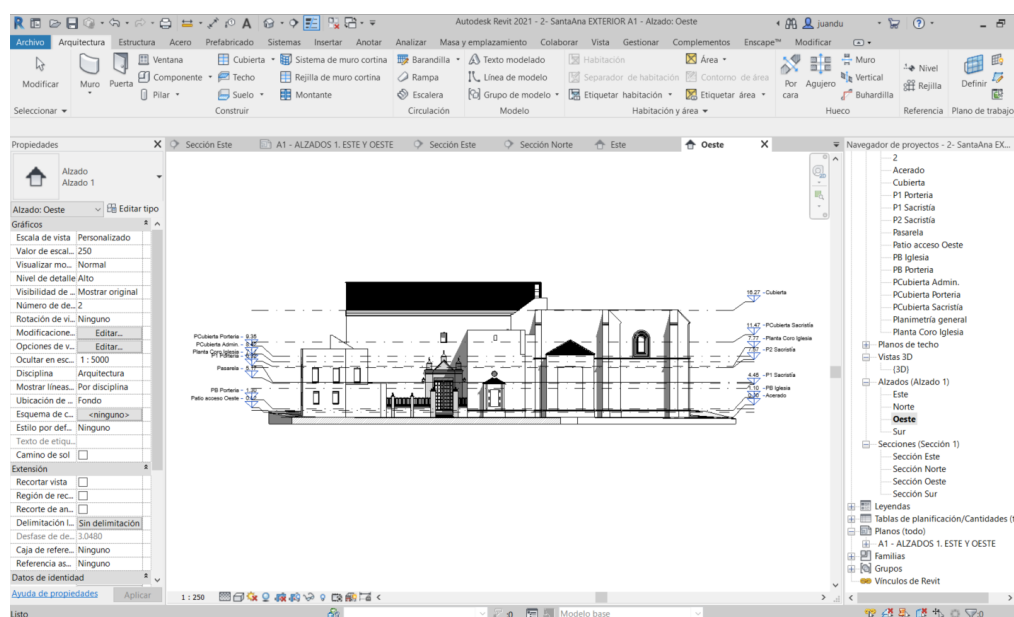 Autodesk Revit 2021 - 2- SantaAna EXTERIOR A1 - Alzado: Oeste
juandu
Archivo Arquitectura Estructura Acero Prefabricado Sistemas Insertar Anotar Analizar Masa y emplazamiento Colaborar Vista Gestionar Complementos Enscape™ Modificar
Modificar
Muro
Puerta
Ventana
Componente
Pilar
Cubierta
Techo
Suelo
Sistema de muro cortina
Rejilla de muro cortina
Montante
Barandilla
Rampa
Escalera
Texto modelado
Línea de modelo
Grupo de modelo
Habitación
Separador de habitación
Etiquetar habitación
Área
Contorno de área
Etiquetar área
Por cara
Agujero
Muro
Vertical
Buhardilla
Nivel
Rejilla
Definir
Seleccionar Construir Circulación Modelo Habitación y área Hueco Referencia Plano de trabajo
Propiedades X
Sección Este A1 - ALZADOS 1. ESTE Y OESTE Sección Este Sección Norte Este Oeste X
Navegador de proyectos - 2- SantaAna EX...
Alzado
Alzado 1
Alzado: Oeste Editar tipo
Gráficos
Escala de vista Personalizado
Valor de escal... 250
Visualizar mo... Normal
Nivel de detalle Alto
Visibilidad de ... Mostrar original
Número de de... 2
Rotación de vi... Ninguno
Modificacione... Editar...
Opciones de v... Editar...
Ocultar en esc... 1 : 5000
Disciplina Arquitectura
Mostrar líneas... Por disciplina
Ubicación de ... Fondo
Esquema de c... <ninguno>
Estilo por def... Ninguno
Texto de etiqu...
Camino de sol
Extensión
Recortar vista
Región de rec...
Recorte de an...
Delimitación l... Sin delimitación
Desfase de de... 3.0480
Caja de refere... Ninguno
Referencia as... Ninguno
Datos de identidad
Ayuda de propiedades Aplicar
PCubierta Porteria -
PCubierta Admin. -
Planta Coro Iglesia -
P1 Porteria -
Pasarela -
PB Porteria -
Patio acceso Oeste -
16.27 -Cubierta
11.47 -PCubierta Sacristía
7.77 -Planta Coro Iglesia
-P2 Sacristía
4.46 -P1 Sacristía
1.10 -PB Iglesia
-Acerado
2
Acerado
Cubierta
P1 Porteria
P1 Sacristía
P2 Sacristía
Pasarela
Patio acceso Oeste
PB Iglesia
PB Porteria
PCubierta Admin.
PCubierta Porteria
PCubierta Sacristía
Planimetría general
Planta Coro Iglesia
Planos de techo
Vistas 3D
(3D)
Alzados (Alzado 1)
Este
Norte
Oeste
Sur
Secciones (Sección 1)
Sección Este
Sección Norte
Sección Oeste
Sección Sur
Leyendas
Tablas de planificación/Cantidades (t
Planos (todo)
A1 - ALZADOS 1. ESTE Y OESTE
Familias
Grupos
Vínculos de Revit
1 : 250
Listo
:0
Modelo base
:0